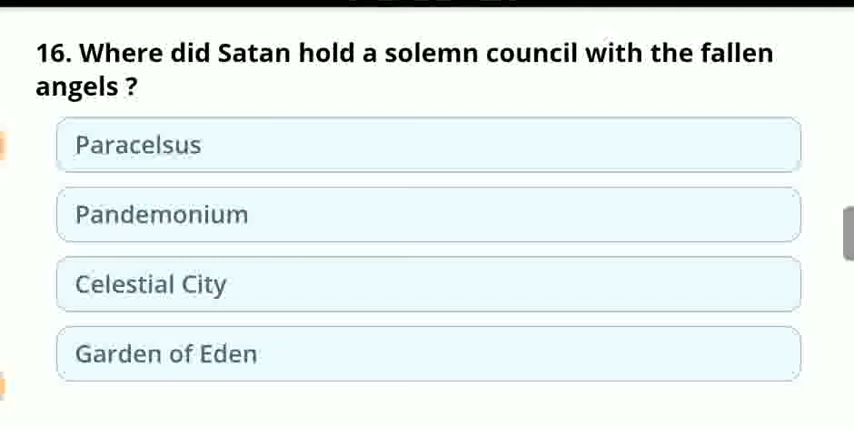 16. Where did Satan hold a solemn council with the fallen
angels ?
Paracelsus
Pandemonium
Celestial City
Garden of Eden